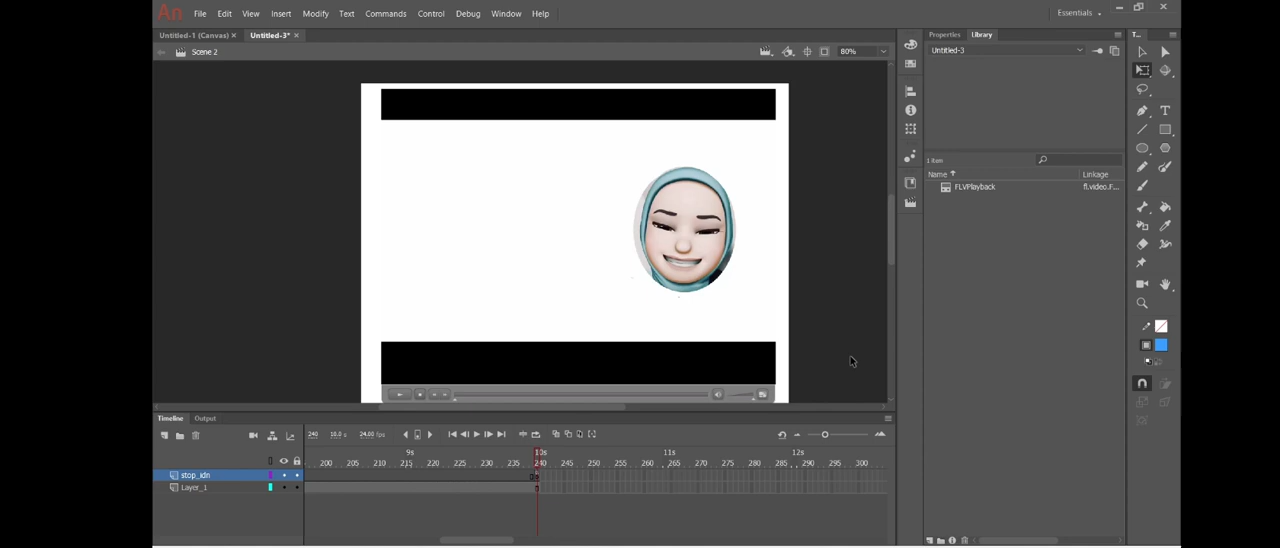 An File Edit View Insert Modify Text Commands Control Debug Window Help Essentials
Untitled-1 (Canvas) × Untitled-3* ×
Scene 2 80%
Properties Library T...
Untitled-3
1 item
Name Linkage
FLVPlayback fl.video.F...
Timeline Output
240 10.0 s 24.00 fps
9s 10s 11s 12s
200 205 210 215 220 225 230 235 240 245 250 255 260 265 270 275 280 285 290 295 300
stop_idn
Layer_1